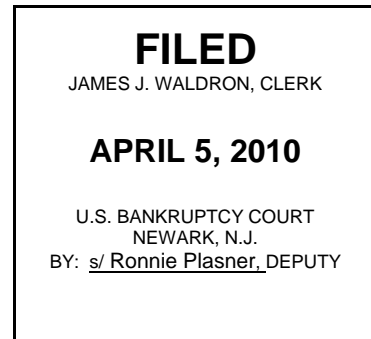 FILED
JAMES J. WALDRON, CLERK
APRIL 5, 2010
U.S. BANKRUPTCY COURT
NEWARK, N.J.
BY: s/ Ronnie Plasner, DEPUTY